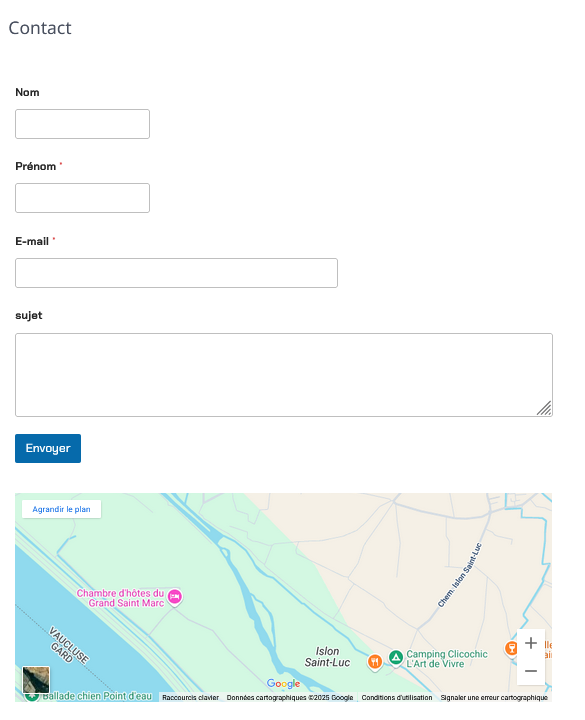 Contact
Nom
Prénom *
E-mail *
sujet
Envoyer
Agrandir le plan
Chem. Islon Saint-Luc
Chambre d'hôtes du
Grand Saint Marc
VAUCLUSE
GARD
Islon
Saint-Luc
Camping Clicochic
L'Art de Vivre
Ballade chien Point d'eau
Google
Raccourcis clavier
Données cartographiques ©2025 Google
Conditions d'utilisation
Signaler une erreur cartographique